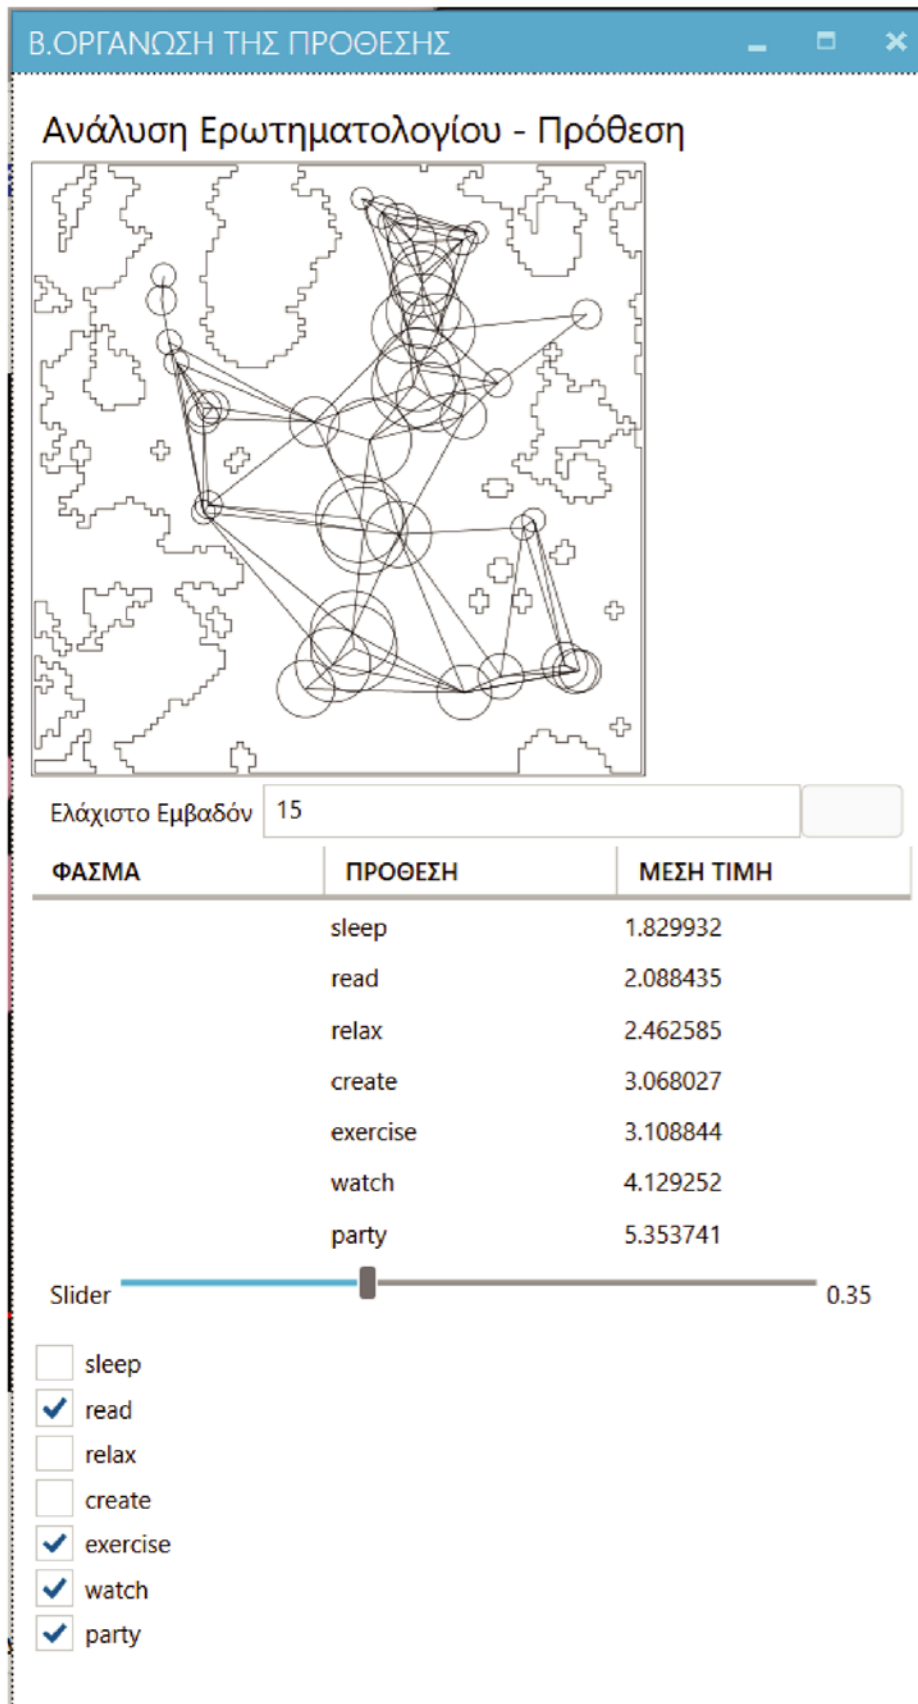 Β.ΟΡΓΑΝΩΣΗ ΤΗΣ ΠΡΟΘΕΣΗΣ
Ανάλυση Ερωτηματολογίου - Πρόθεση
Ελάχιστο Εμβαδόν 15
ΦΑΣΜΑ ΠΡΟΘΕΣΗ ΜΕΣΗ ΤΙΜΗ
sleep 1.829932
read 2.088435
relax 2.462585
create 3.068027
exercise 3.108844
watch 4.129252
party 5.353741
Slider 0.35
sleep
read
relax
create
exercise
watch
party